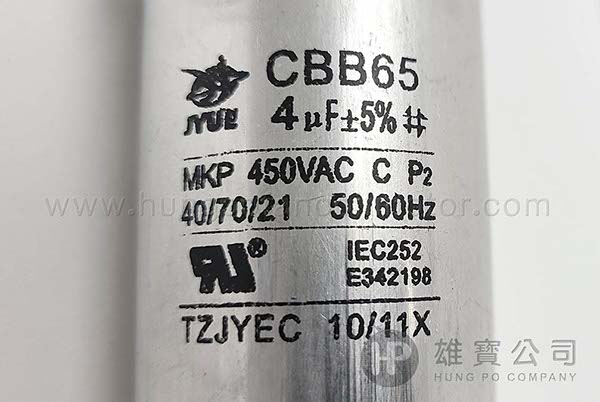 CBB65
JYUL
4µF±5% #
MKP 450VAC C P2
40/70/21 50/60Hz
IEC252
E342198
TZJYEC 10/11X
雄寶公司
HUNG PO COMPANY